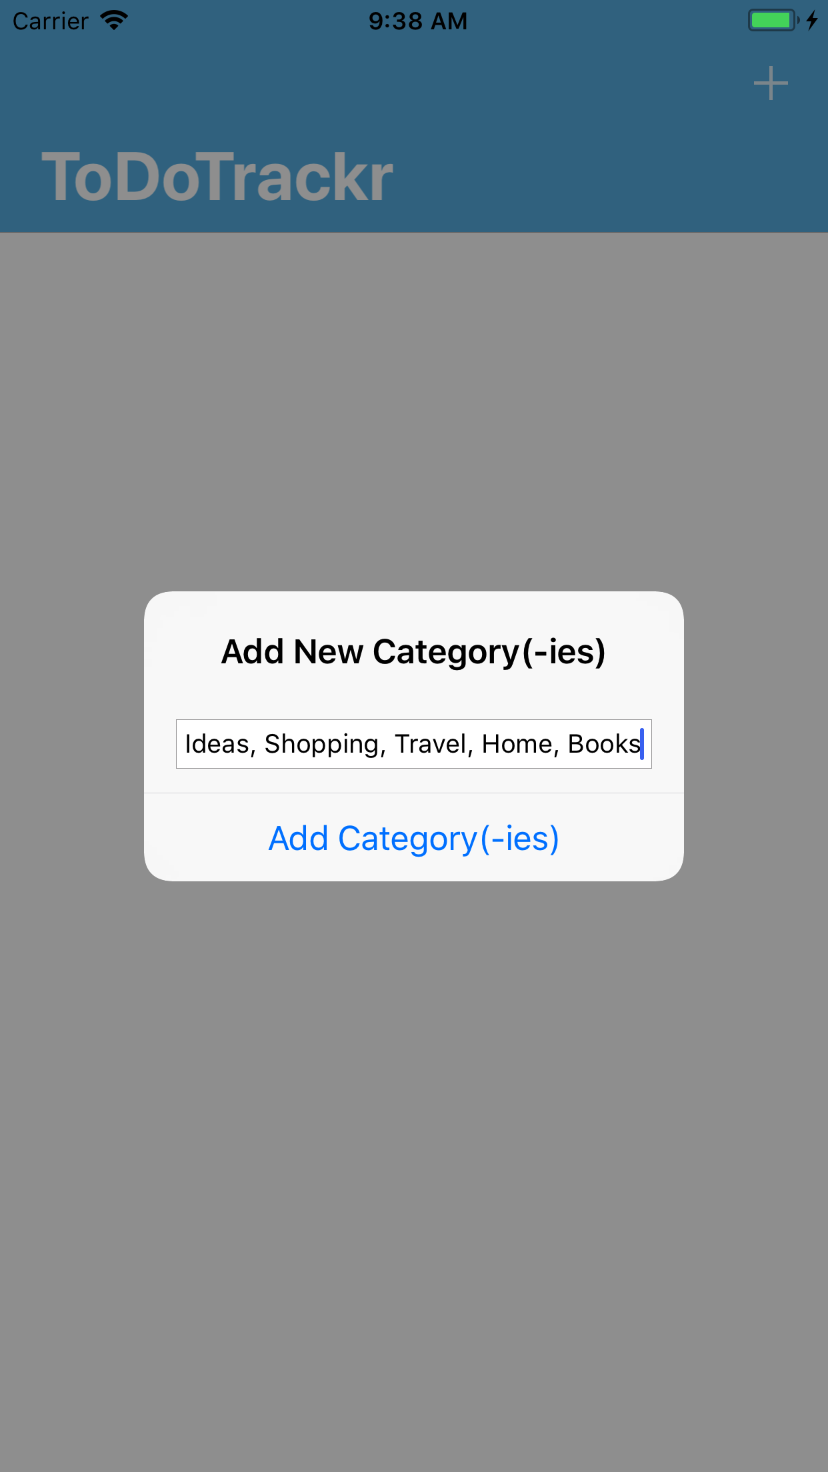 Carrier 9:38 AM
ToDoTrackr
Add New Category(-ies)
Ideas, Shopping, Travel, Home, Books
Add Category(-ies)